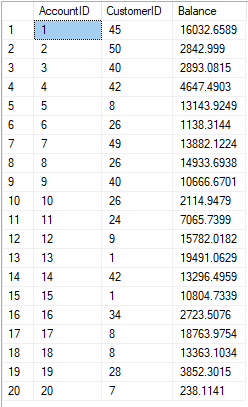 AccountID CustomerID Balance
1 1 45 16032.6589
2 2 50 2842.999
3 3 40 2893.0815
4 4 42 4647.4903
5 5 8 13143.9249
6 6 26 1138.3144
7 7 49 13882.1224
8 8 26 14933.6938
9 9 40 10666.6701
10 10 26 2114.9479
11 11 24 7065.7399
12 12 9 15782.0182
13 13 1 19491.0629
14 14 42 13296.4959
15 15 1 10804.7339
16 16 34 2723.5076
17 17 8 18763.9754
18 18 8 13363.1034
19 19 28 3852.3015
20 20 7 238.1141